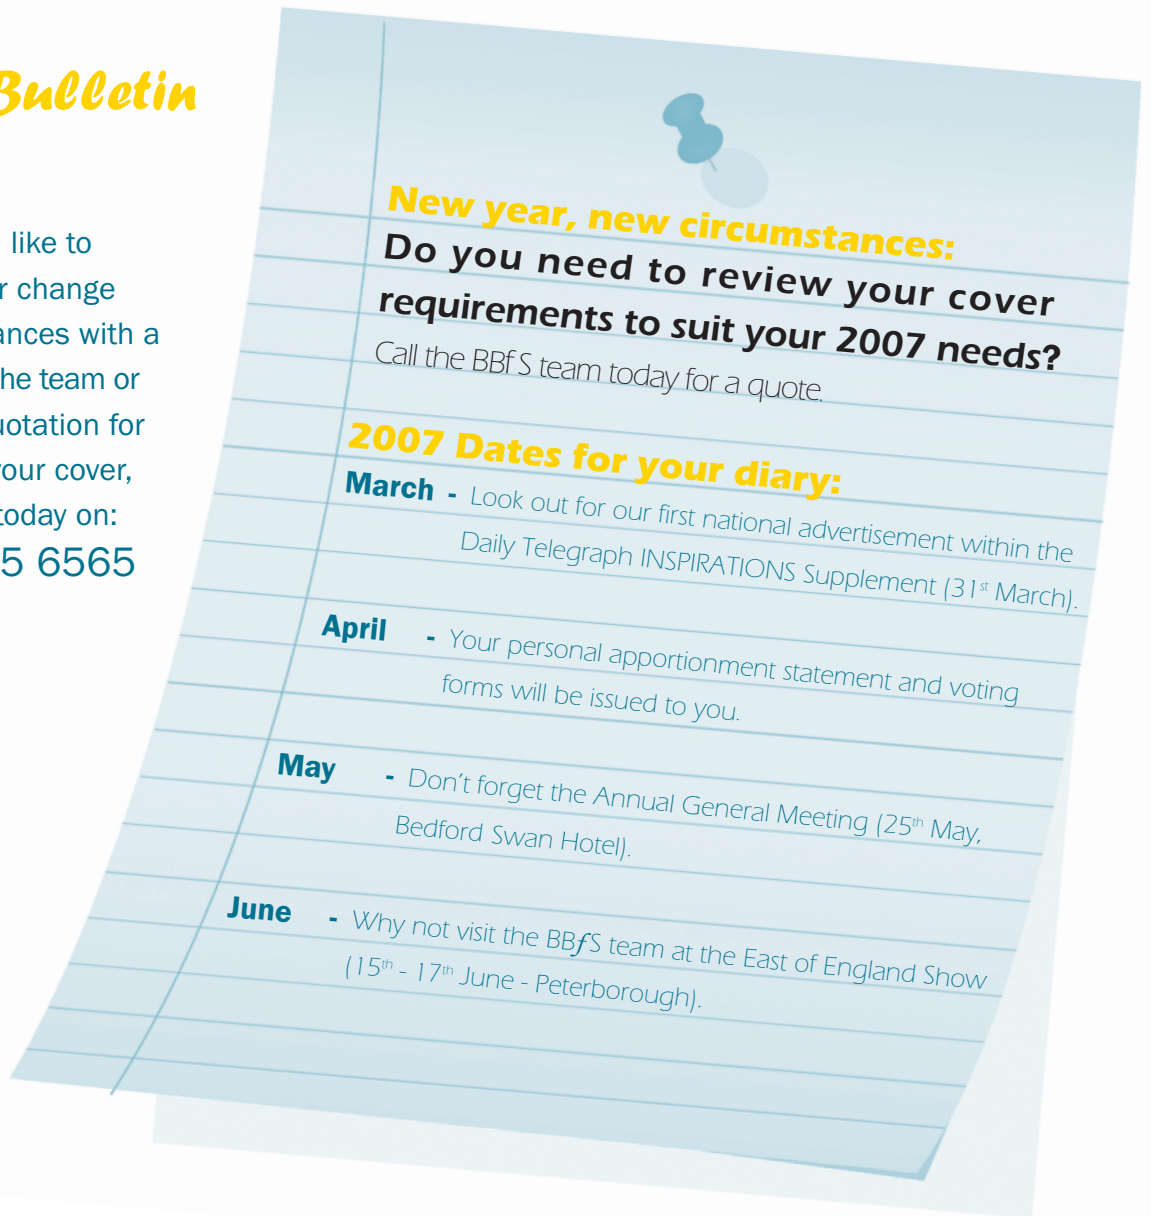 Bulletin
like to
change
with a
the team or
for
your cover,
today on:
6565
New year, new circumstances:
Do you need to review your cover
requirements to suit your 2007 needs?
Call the BBfS team today for a quote.
2007 Dates for your diary:
March - Look out for our first national advertisement within the
Daily Telegraph INSPIRATIONS Supplement (31st March).
April - Your personal apportionment statement and voting
forms will be issued to you.
May - Don't forget the Annual General Meeting (25th May,
Bedford Swan Hotel).
June - Why not visit the BBfS team at the East of England Show
(15th - 17th June - Peterborough).